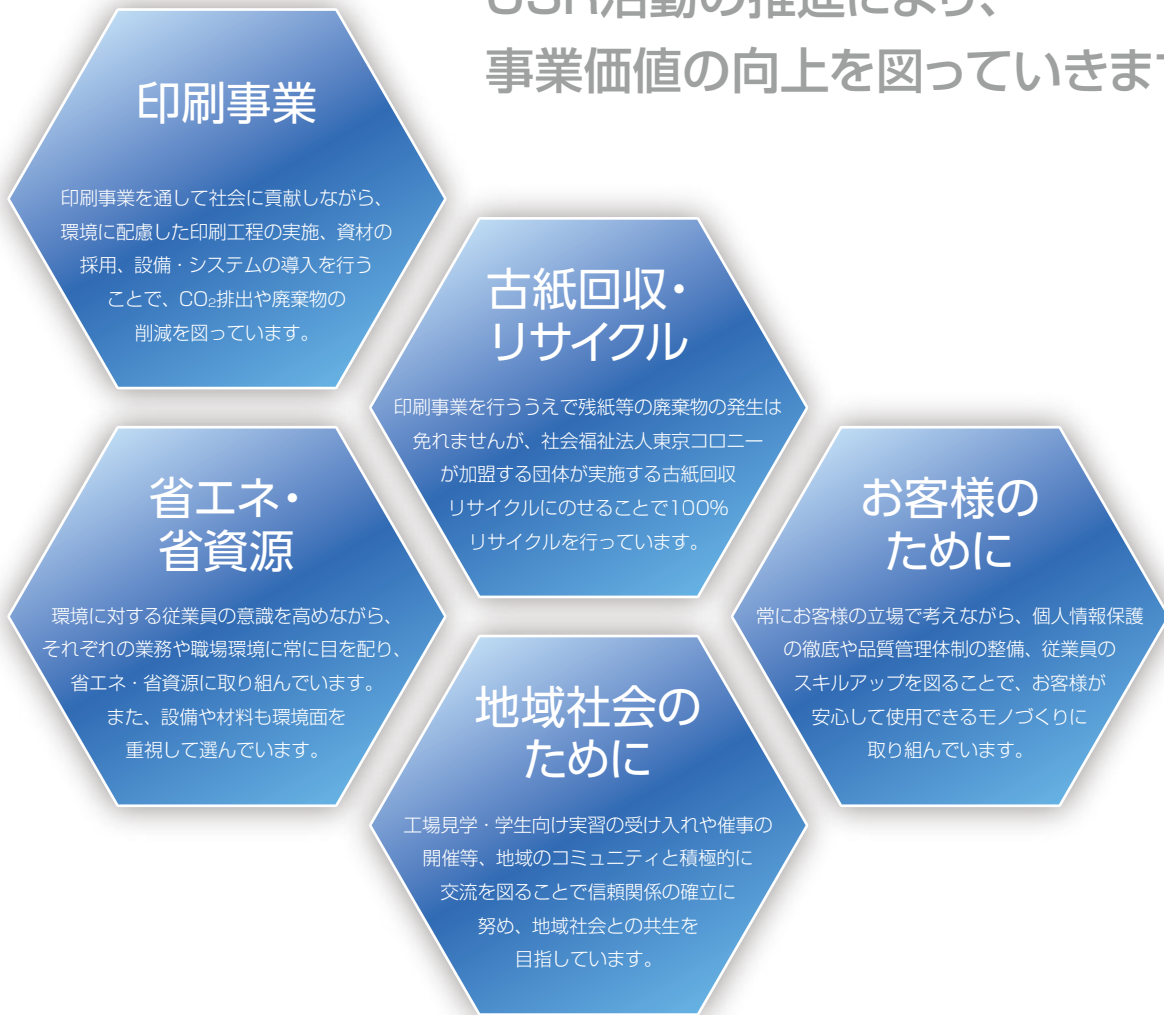 CSR活動の推進により、
事業価値の向上を図っていきます
印刷事業
印刷事業を通して社会に貢献しながら、
環境に配慮した印刷工程の実施、資材の
採用、設備・システムの導入を行う
ことで、CO₂排出や廃棄物の
削減を図っています。
古紙回収・
リサイクル
印刷事業を行ううえで残紙等の廃棄物の発生は
免れませんが、社会福祉法人東京コロニー
が加盟する団体が実施する古紙回収
リサイクルにのせることで100%
リサイクルを行っています。
省エネ・
省資源
環境に対する従業員の意識を高めながら、
それぞれの業務や職場環境に常に目を配り、
省エネ・省資源に取り組んでいます。
また、設備や材料も環境面を
重視して選んでいます。
お客様の
ために
常にお客様の立場で考えながら、個人情報保護
の徹底や品質管理体制の整備、従業員の
スキルアップを図ることで、お客様が
安心して使用できるモノづくりに
取り組んでいます。
地域社会の
ために
工場見学・学生向け実習の受け入れや催事の
開催等、地域のコミュニティと積極的に
交流を図ることで信頼関係の確立に
努め、地域社会との共生を
目指しています。